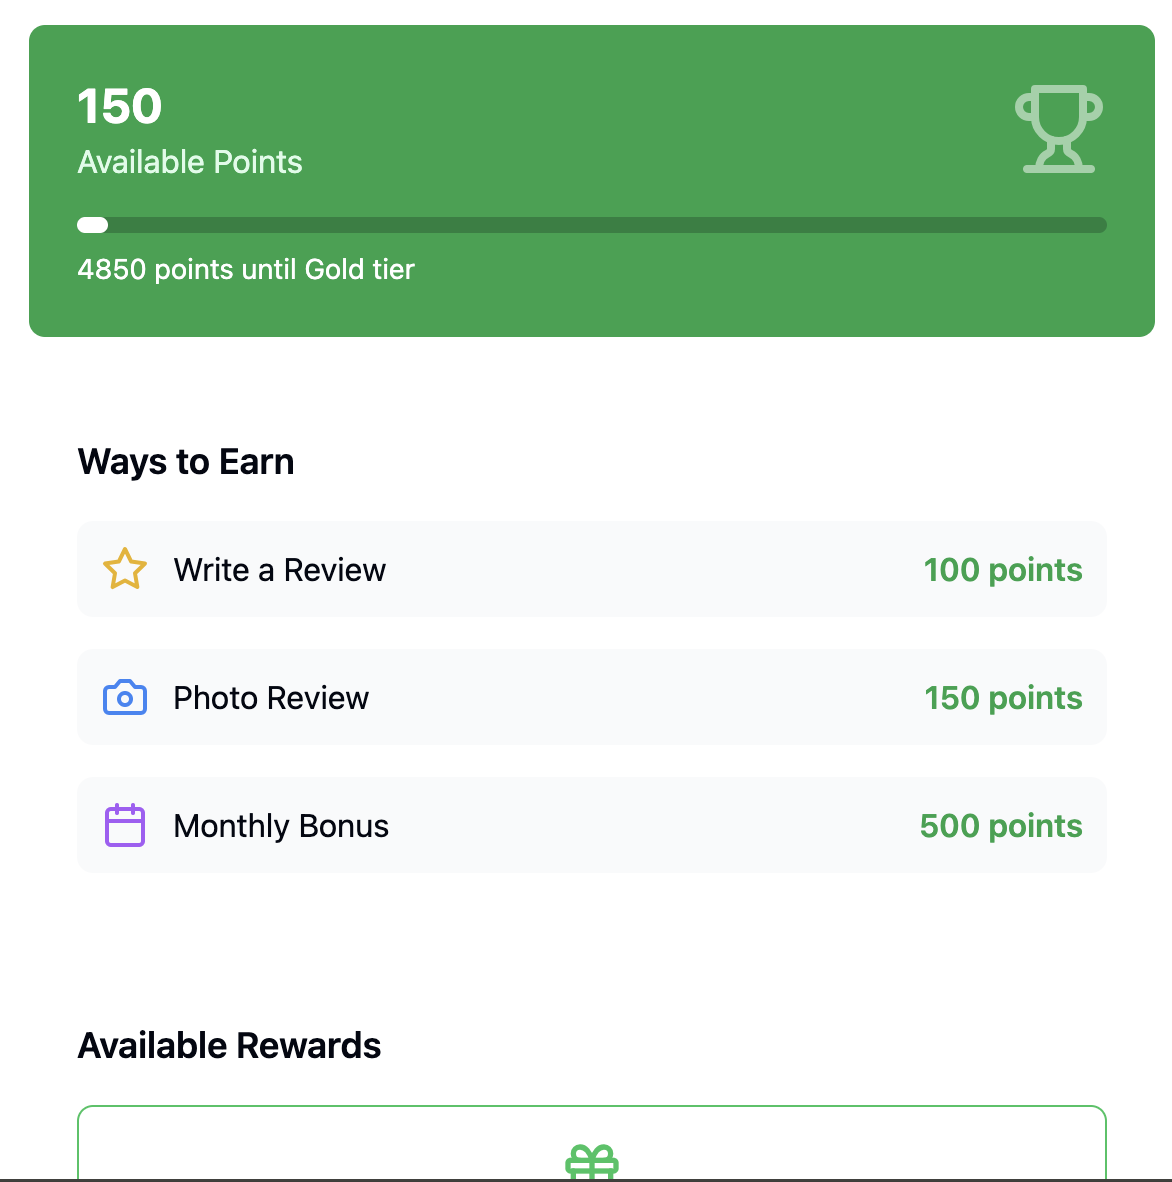 150
Available Points
4850 points until Gold tier
Ways to Earn
Write a Review 100 points
Photo Review 150 points
Monthly Bonus 500 points
Available Rewards